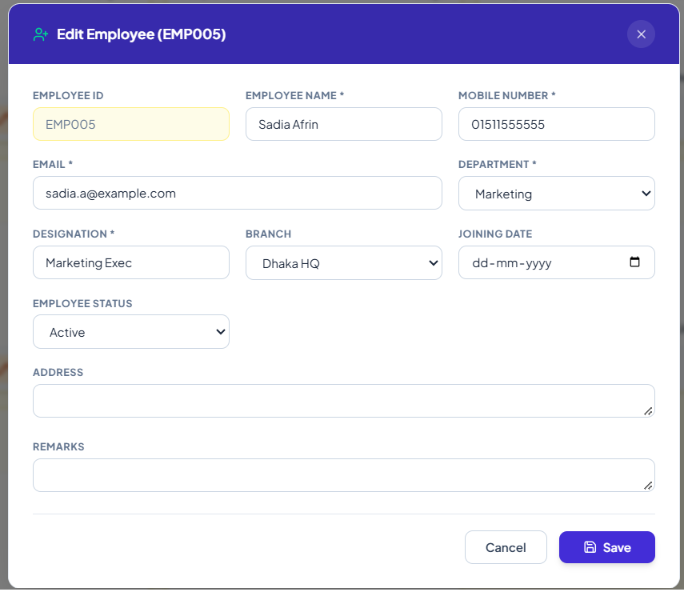 Edit Employee (EMP005)
EMPLOYEE ID EMPLOYEE NAME * MOBILE NUMBER *
EMP005 Sadia Afrin 01511555555
EMAIL * DEPARTMENT *
sadia.a@example.com Marketing
DESIGNATION * BRANCH JOINING DATE
Marketing Exec Dhaka HQ dd-mm-yyyy
EMPLOYEE STATUS
Active
ADDRESS
REMARKS
Cancel Save